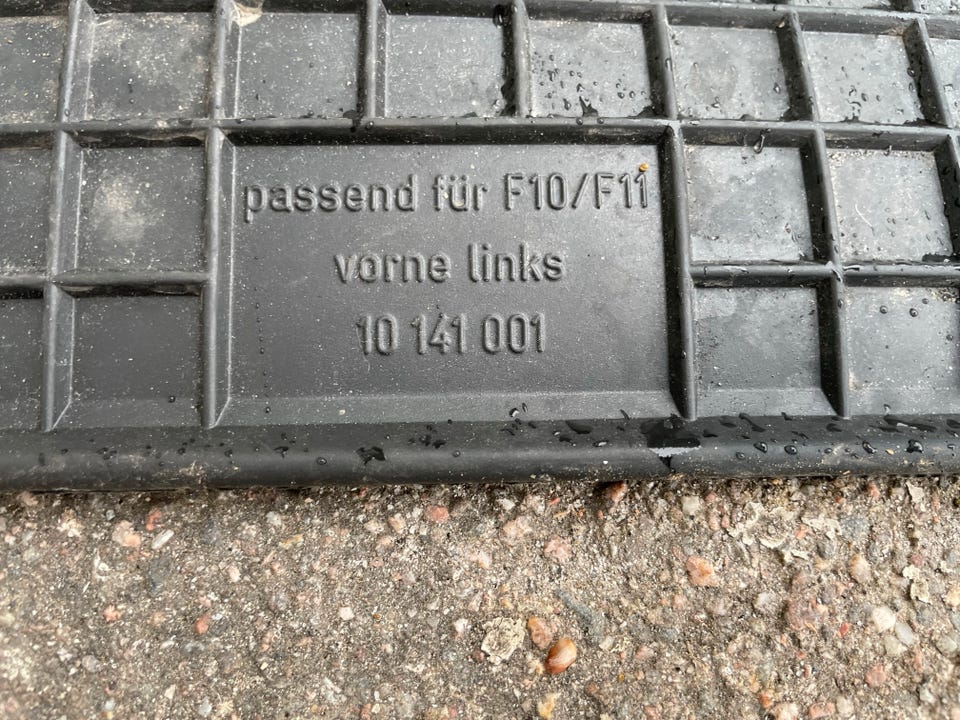 passend für F10/F11
vorne links
10 141 001